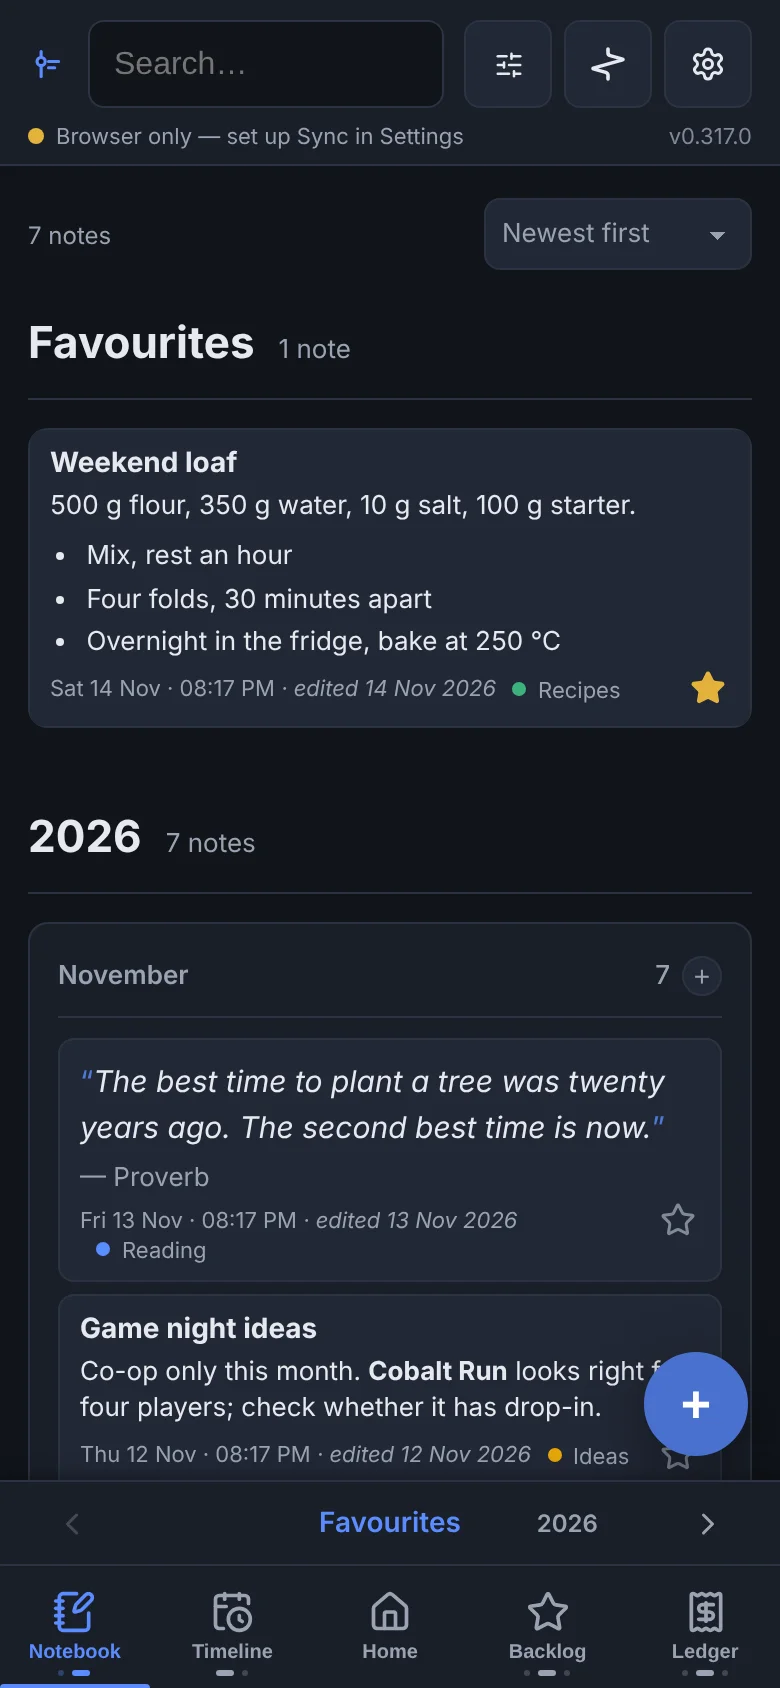 Search…
Browser only — set up Sync in Settings
v0.317.0
7 notes
Newest first
Favourites 1 note
Weekend loaf
500 g flour, 350 g water, 10 g salt, 100 g starter.
• Mix, rest an hour
• Four folds, 30 minutes apart
• Overnight in the fridge, bake at 250 °C
Sat 14 Nov · 08:17 PM · edited 14 Nov 2026 Recipes
2026 7 notes
November 7 +
"The best time to plant a tree was twenty
years ago. The second best time is now."
— Proverb
Fri 13 Nov · 08:17 PM · edited 13 Nov 2026
Reading
Game night ideas
Co-op only this month. Cobalt Run looks right
four players; check whether it has drop-in.
Thu 12 Nov · 08:17 PM · edited 12 Nov 2026 Ideas
+
Favourites 2026
Notebook Timeline Home Backlog Ledger